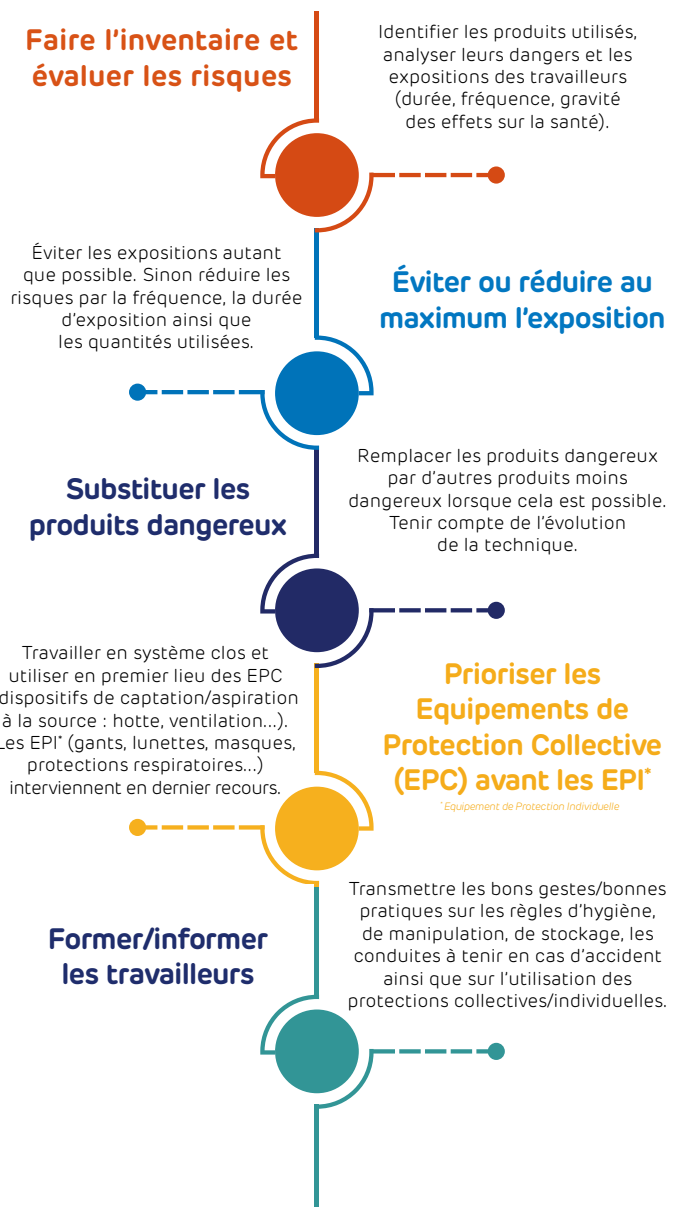 Faire l'inventaire et
évaluer les risques
Identifier les produits utilisés,
analyser leurs dangers et les
expositions des travailleurs
(durée, fréquence, gravité
des effets sur la santé).
Éviter les expositions autant
que possible. Sinon réduire les
risques par la fréquence, la durée
d'exposition ainsi que
les quantités utilisées.
Éviter ou réduire au
maximum l'exposition
Substituer les
produits dangereux
Remplacer les produits dangereux
par d'autres produits moins
dangereux lorsque cela est possible.
Tenir compte de l'évolution
de la technique.
Travailler en système clos et
utiliser en premier lieu des EPC
dispositifs de captation/aspiration
à la source : hotte, ventilation...).
Les EPI* (gants, lunettes, masques,
protections respiratoires...)
interviennent en dernier recours.
Prioriser les
Equipements de
Protection Collective
(EPC) avant les EPI*
*Equipement de Protection Individuelle
Former/informer
les travailleurs
Transmettre les bons gestes/bonnes
pratiques sur les règles d'hygiène,
de manipulation, de stockage, les
conduites à tenir en cas d'accident
ainsi que sur l'utilisation des
protections collectives/individuelles.